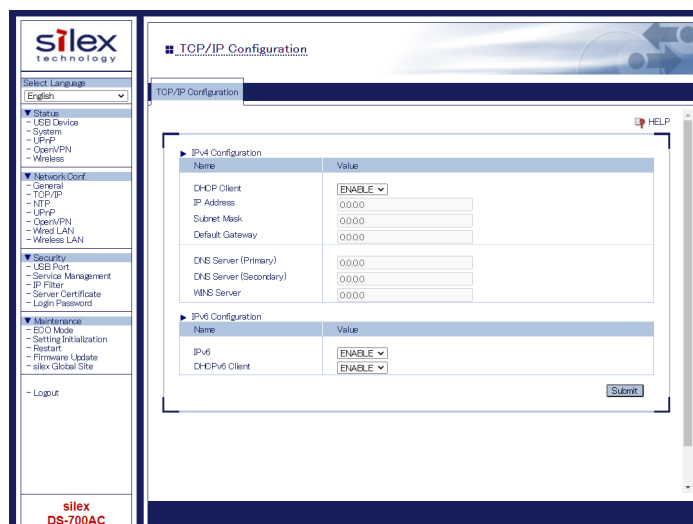 silex
technology
TCP/IP Configuration
Select Language
English
TCP/IP Configuration
▼ Status
- USB Device
- System
- UPnP
- OpenVPN
- Wireless
▼ Network Conf.
- General
- TCP/IP
- NTP
- UPnP
- OpenVPN
- Wired LAN
- Wireless LAN
▼ Security
- USB Port
- Service Management
- IP Filter
- Server Certificate
- Login Password
▼ Maintenance
- ECO Mode
- Setting Initialization
- Restart
- Firmware Update
- silex Global Site
- Logout
silex
DS-700AC
HELP
IPv4 Configuration
Name Value
DHCP Client ENABLE
IP Address 0.0.0.0
Subnet Mask 0.0.0.0
Default Gateway 0.0.0.0
DNS Server (Primary) 0.0.0.0
DNS Server (Secondary) 0.0.0.0
WINS Server 0.0.0.0
IPv6 Configuration
Name Value
IPv6 ENABLE
DHCPv6 Client ENABLE
Submit